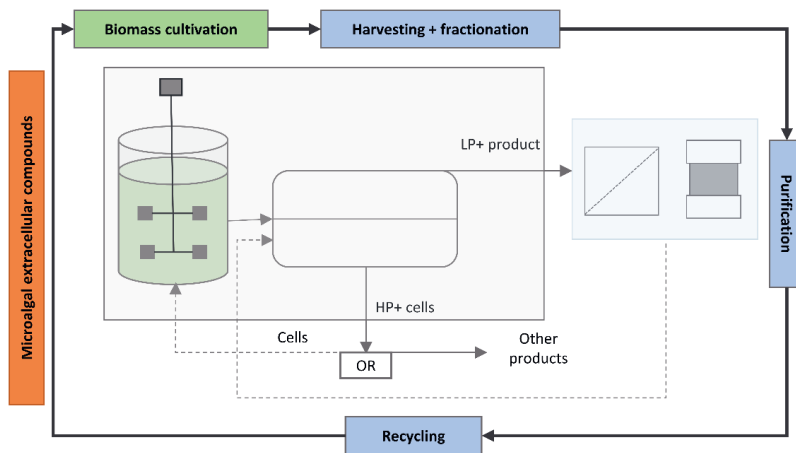 Biomass cultivation
Harvesting + fractionation
Microalgal extracellular compounds
LP+ product
Purification
HP+ cells
Cells
OR
Other
products
Recycling